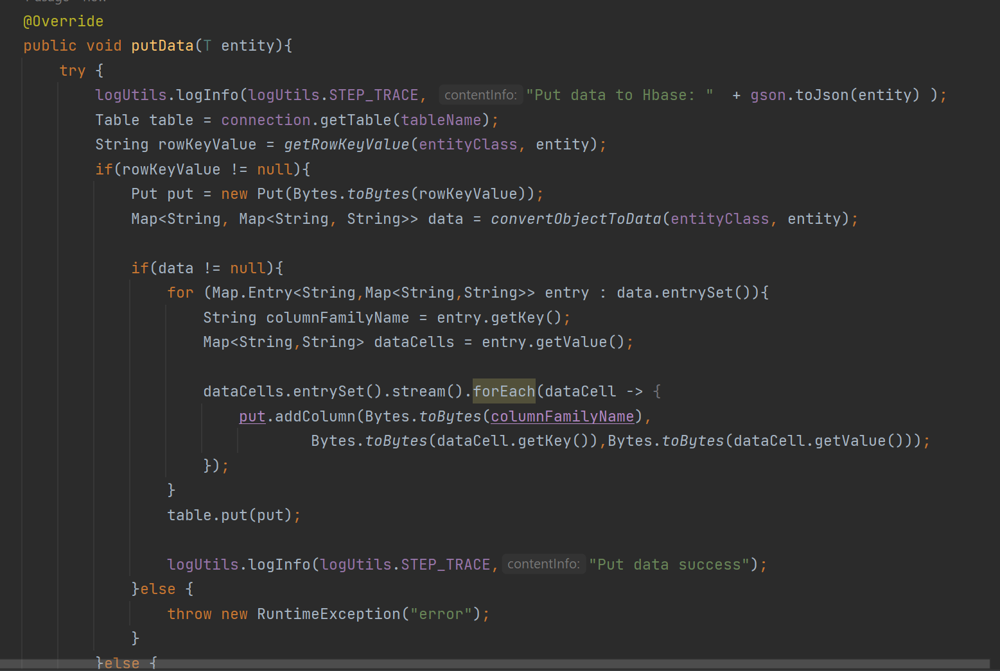 @Override
public void putData(T entity){
try {
logUtils.logInfo(logUtils.STEP_TRACE, contentInfo: "Put data to Hbase: " + gson.toJson(entity) );
Table table = connection.getTable(tableName);
String rowKeyValue = getRowKeyValue(entityClass, entity);
if(rowKeyValue != null){
Put put = new Put(Bytes.toBytes(rowKeyValue));
Map<String, Map<String, String>> data = convertObjectToData(entityClass, entity);
if(data != null){
for (Map.Entry<String,Map<String,String>> entry : data.entrySet()){
String columnFamilyName = entry.getKey();
Map<String,String> dataCells = entry.getValue();
dataCells.entrySet().stream().forEach(dataCell -> {
put.addColumn(Bytes.toBytes(columnFamilyName),
Bytes.toBytes(dataCell.getKey()),Bytes.toBytes(dataCell.getValue()));
});
}
table.put(put);
logUtils.logInfo(logUtils.STEP_TRACE, contentInfo: "Put data success");
}else {
throw new RuntimeException("error");
}
}else {